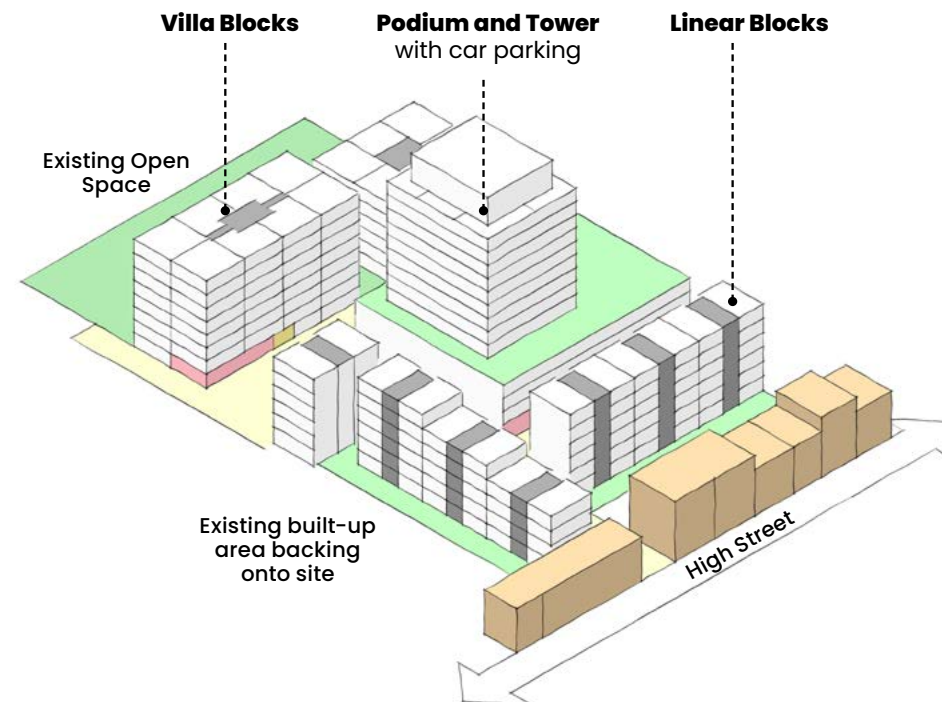 Villa Blocks
Podium and Tower
with car parking
Linear Blocks
Existing Open
Space
Existing built-up
area backing
onto site
High Street